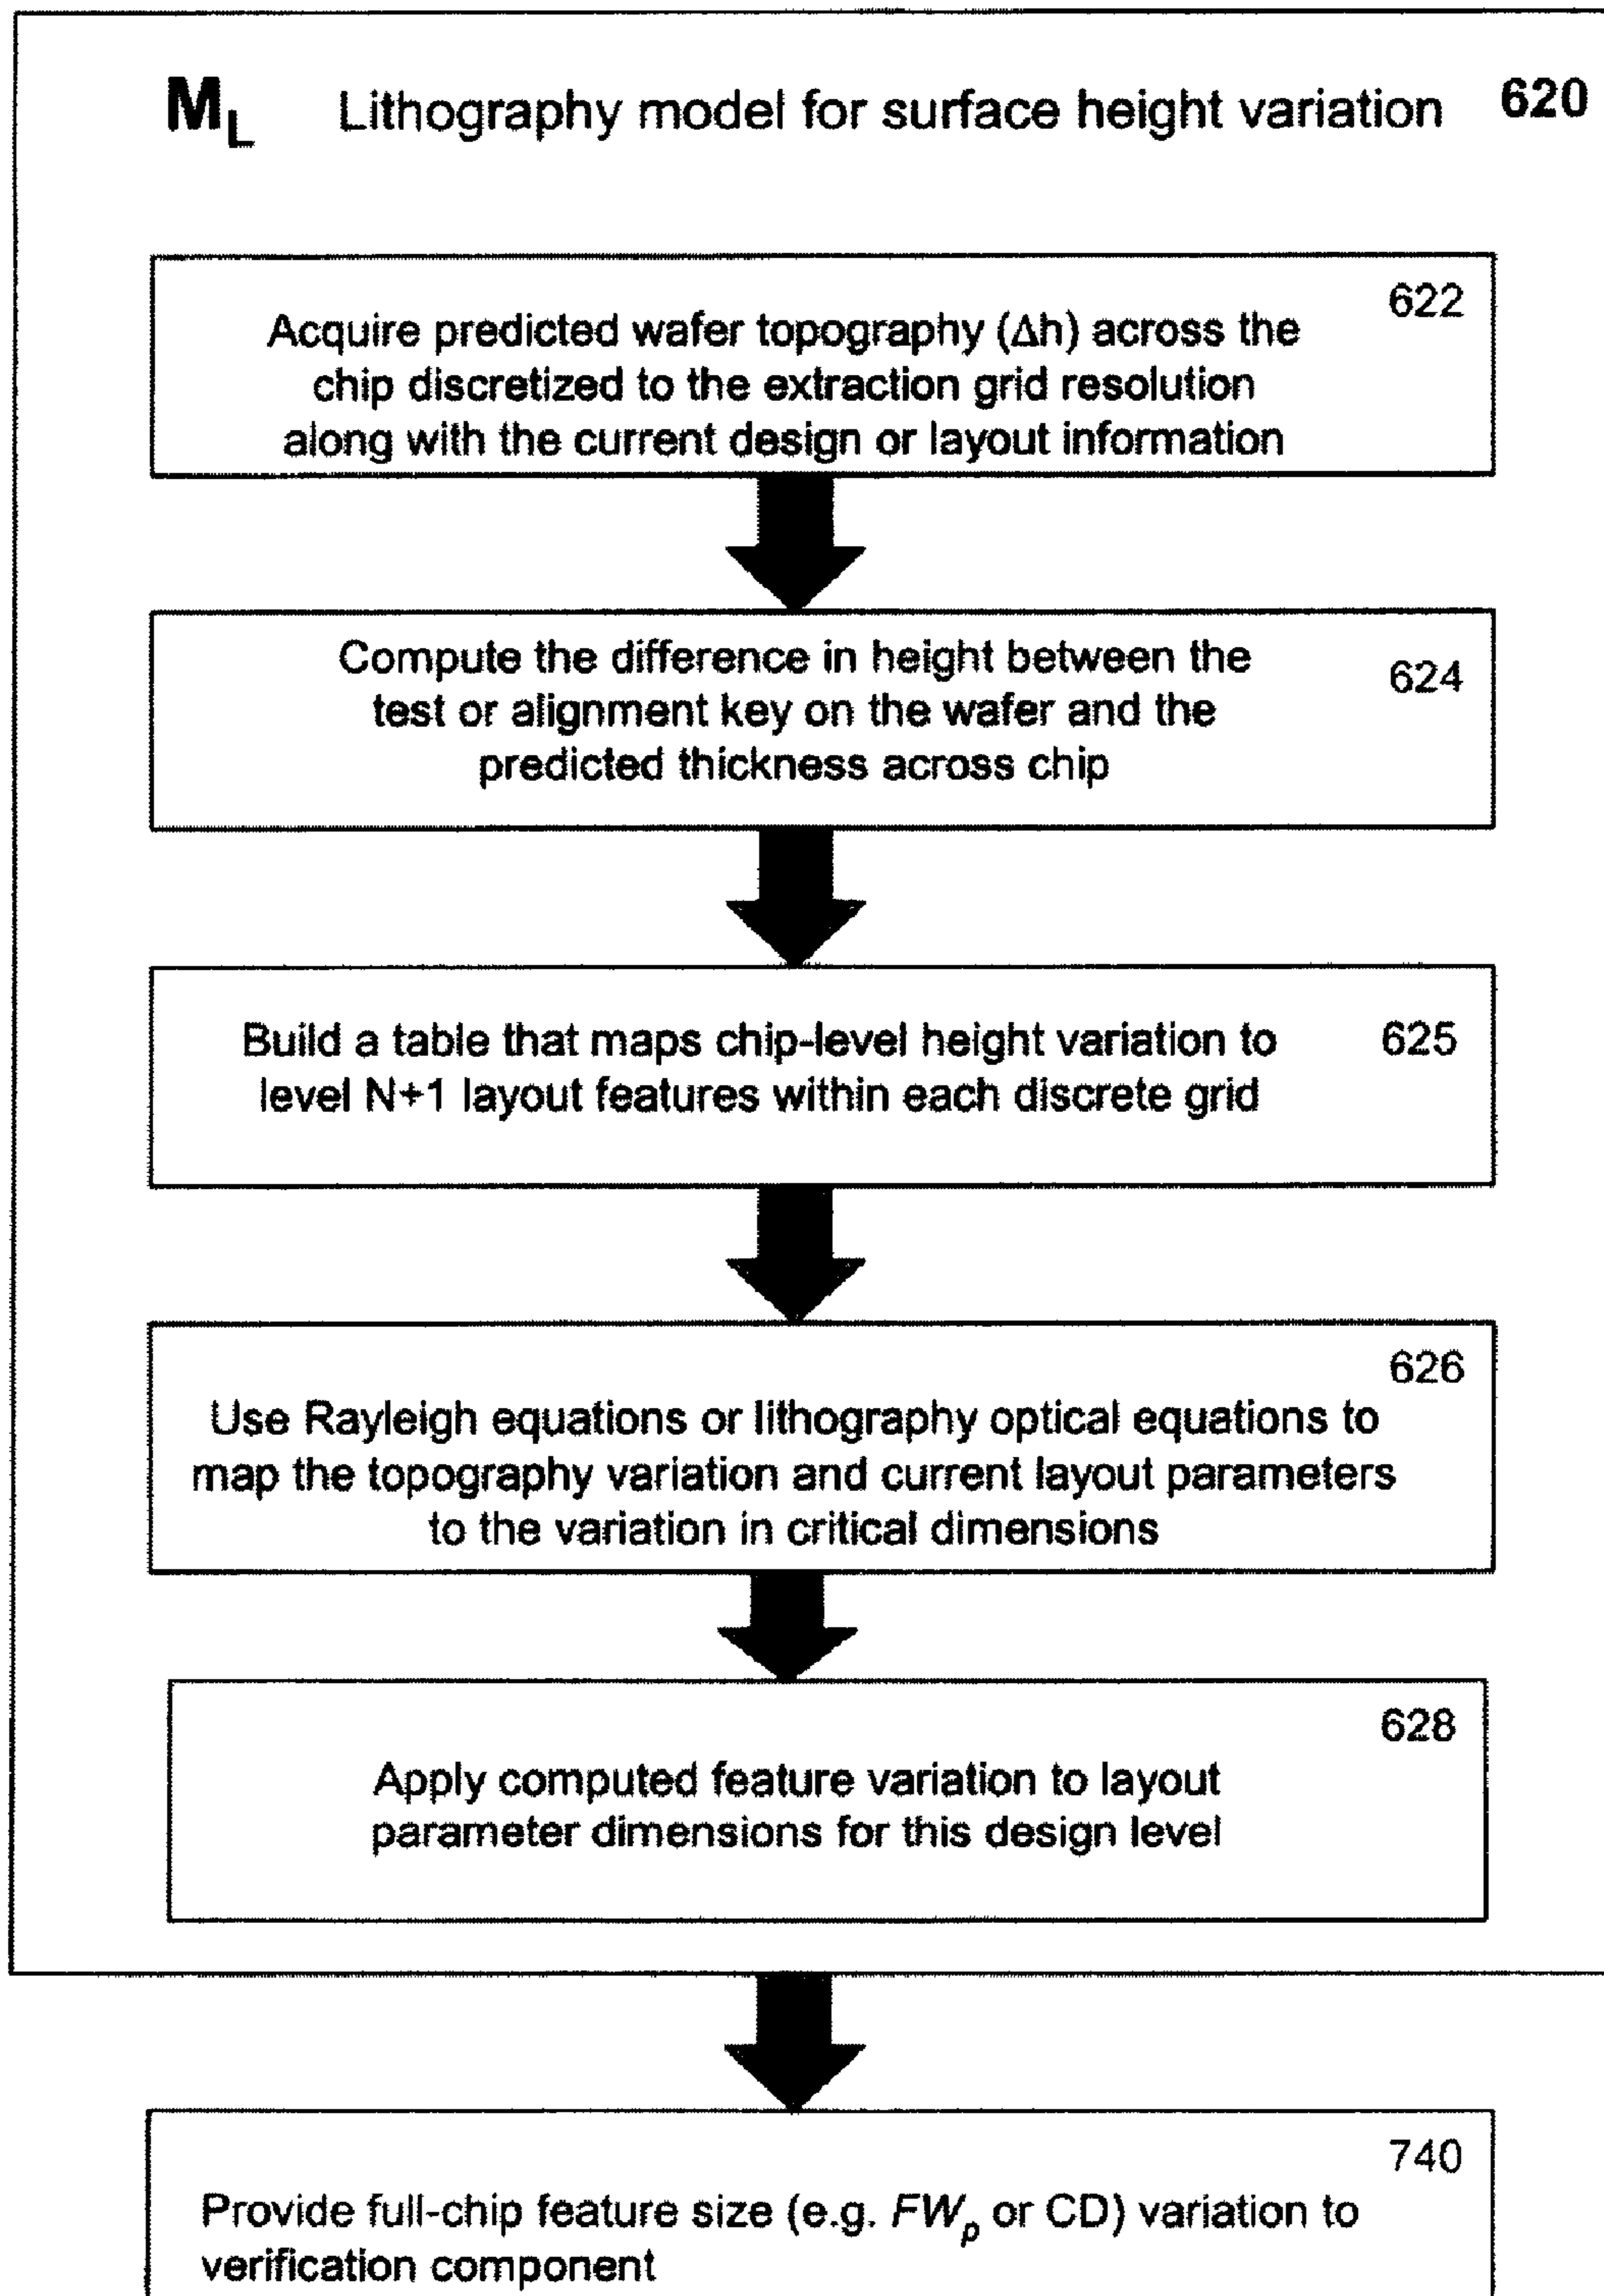 M_L Lithography model for surface height variation 620
622
Acquire predicted wafer topography (Δh) across the
chip discretized to the extraction grid resolution
along with the current design or layout information
Compute the difference in height between the
624
test or alignment key on the wafer and the
predicted thickness across chip
Build a table that maps chip-level height variation to 625
level N+1 layout features within each discrete grid
626
Use Rayleigh equations or lithography optical equations to
map the topography variation and current layout parameters
to the variation in critical dimensions
628
Apply computed feature variation to layout
parameter dimensions for this design level
740
Provide full-chip feature size (e.g. FW_p or CD) variation to
verification component